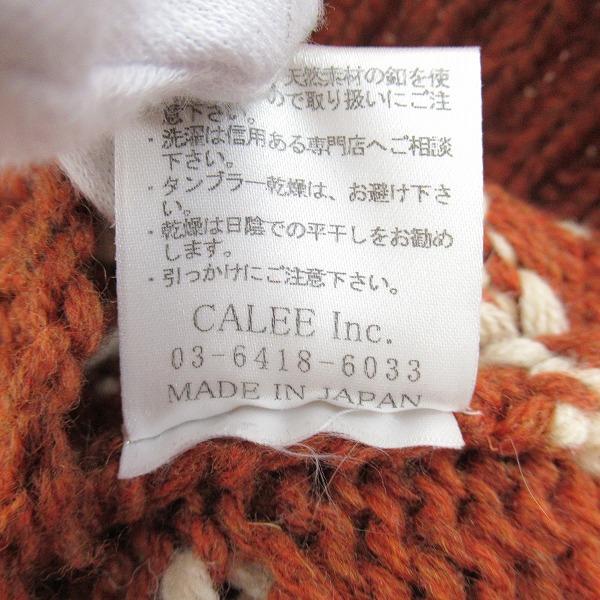 天然素材の釦を使
ので取り扱いにご注
意下さい。
・洗濯は信用ある専門店へご相談
下さい。
・タンブラー乾燥は、お避け下さ
い。
・乾燥は日陰での平干しをお勧め
します。
・引っかけにご注意下さい。
CALEE Inc.
03-6418-6033
MADE IN JAPAN